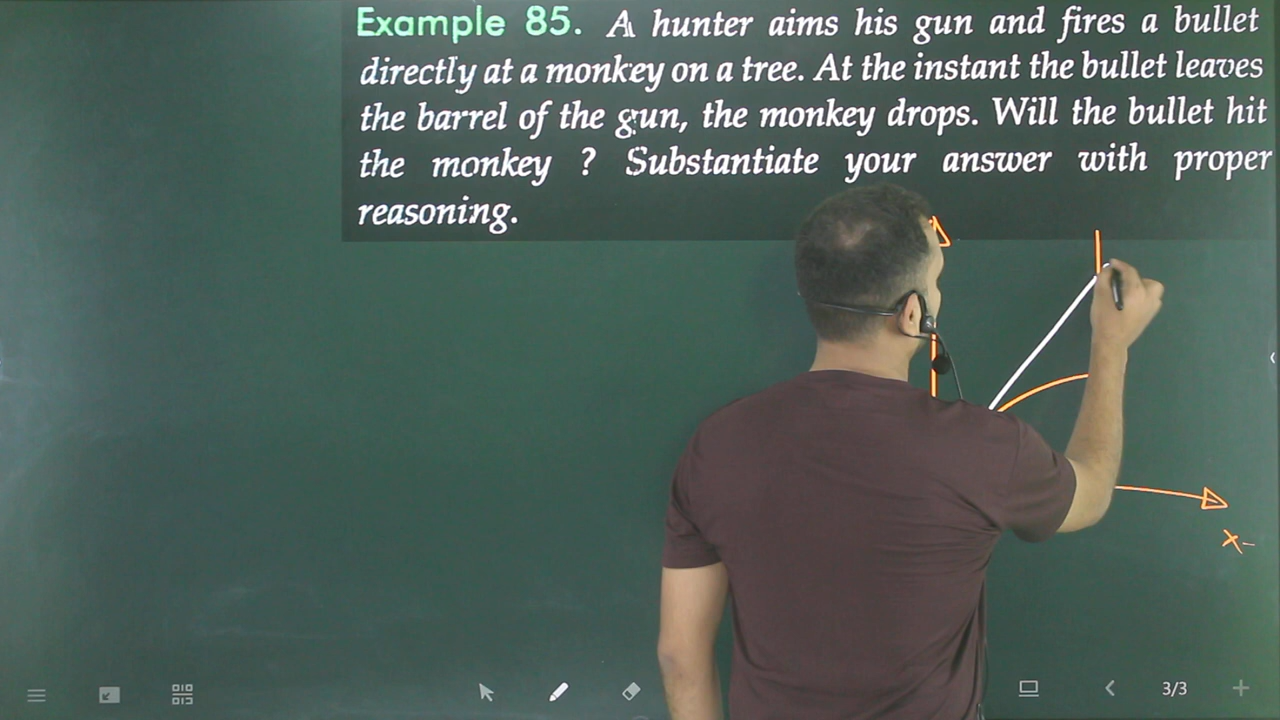 Example 85. A hunter aims his gun and fires a bullet
directly at a monkey on a tree. At the instant the bullet leaves
the barrel of the gun, the monkey drops. Will the bullet hit
the monkey ? Substantiate your answer with proper
reasoning.
x-
3/3